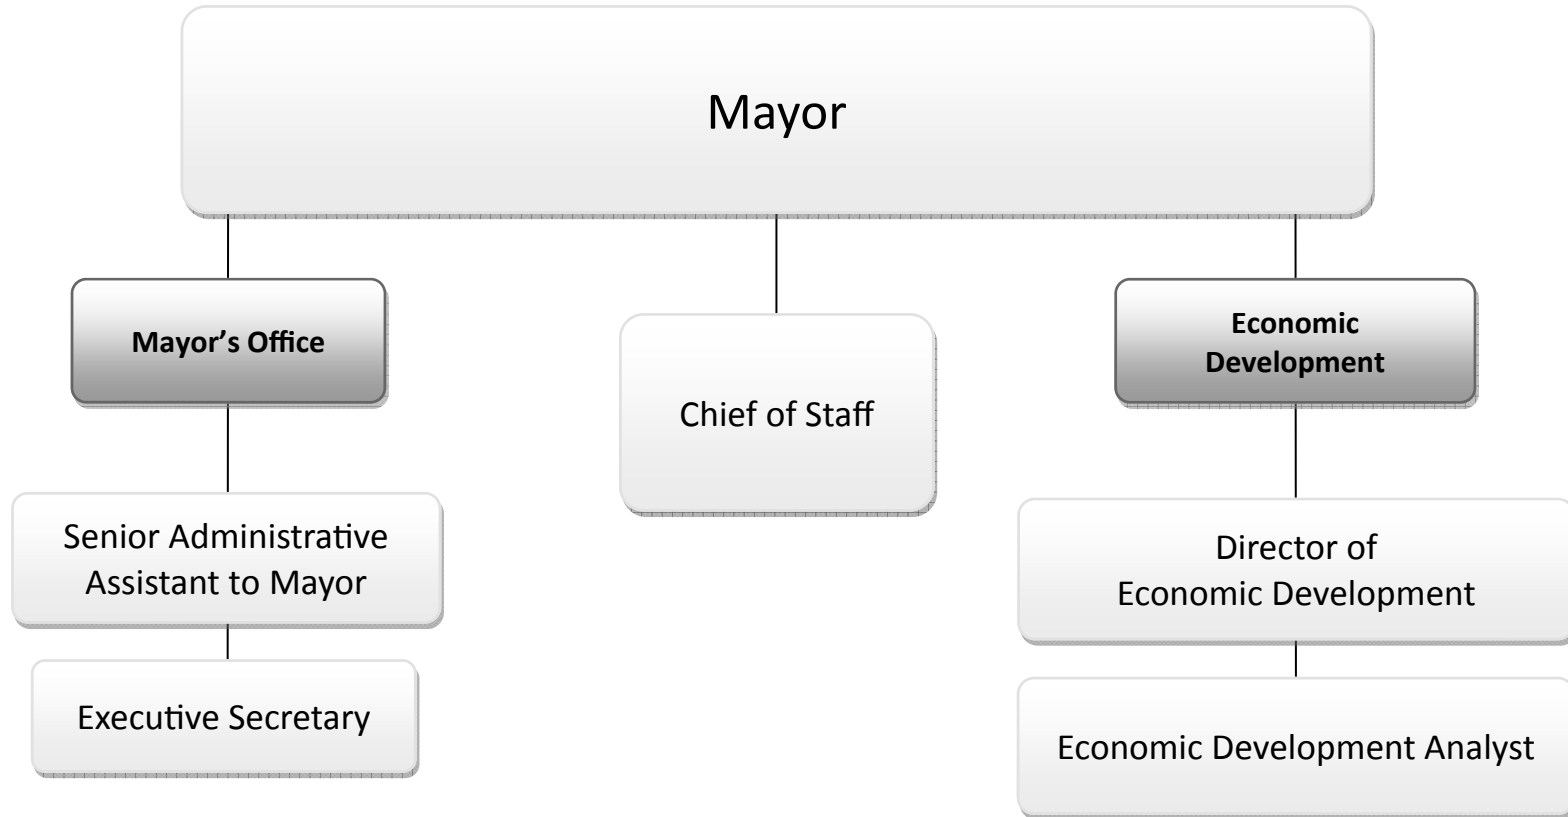 Mayor
Mayor’s Office
Chief of Staff
Economic
Development
Senior Administrative
Assistant to Mayor
Executive Secretary
Director of
Economic Development
Economic Development Analyst